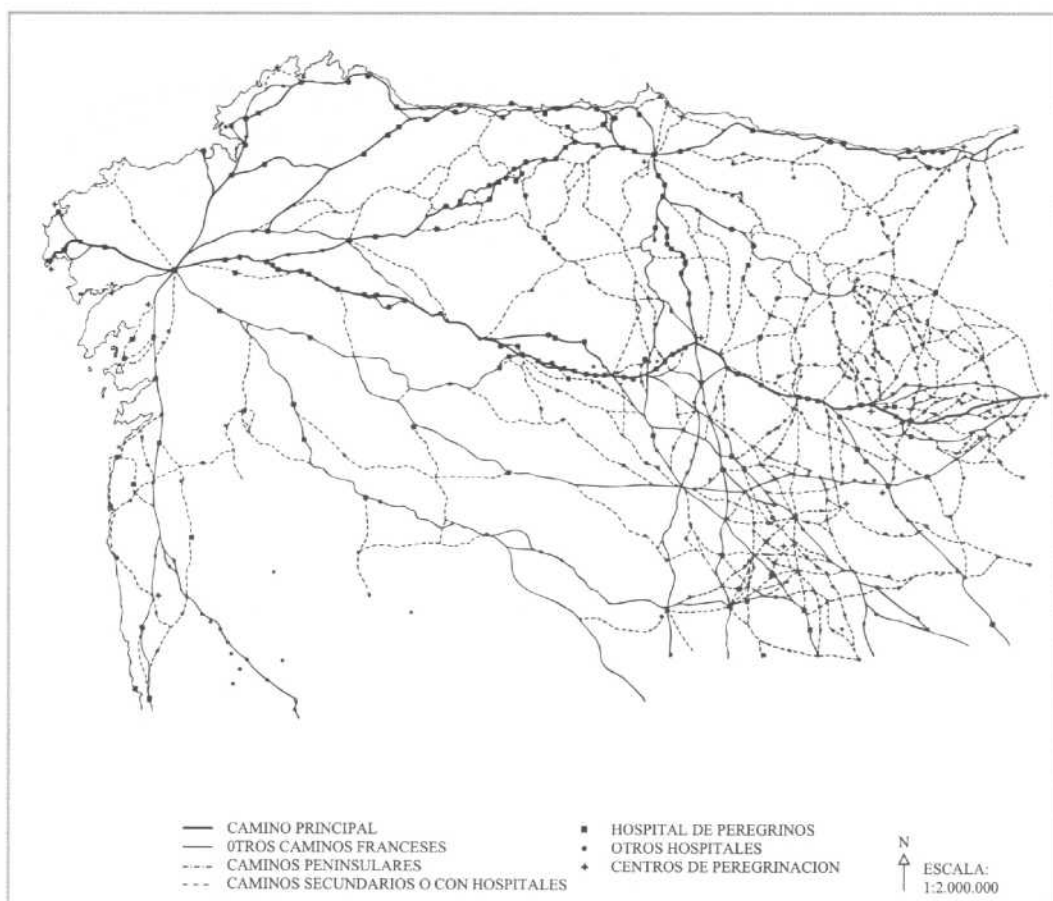 CAMINO PRINCIPAL
0TROS CAMINOS FRANCESES
CAMINOS PENINSULARES
CAMINOS SECUNDARIOS O CON HOSPITALES
HOSPITAL DE PEREGRINOS
OTROS HOSPITALES
CENTROS DE PEREGRINACION
N
ESCALA:
1:2.000.000